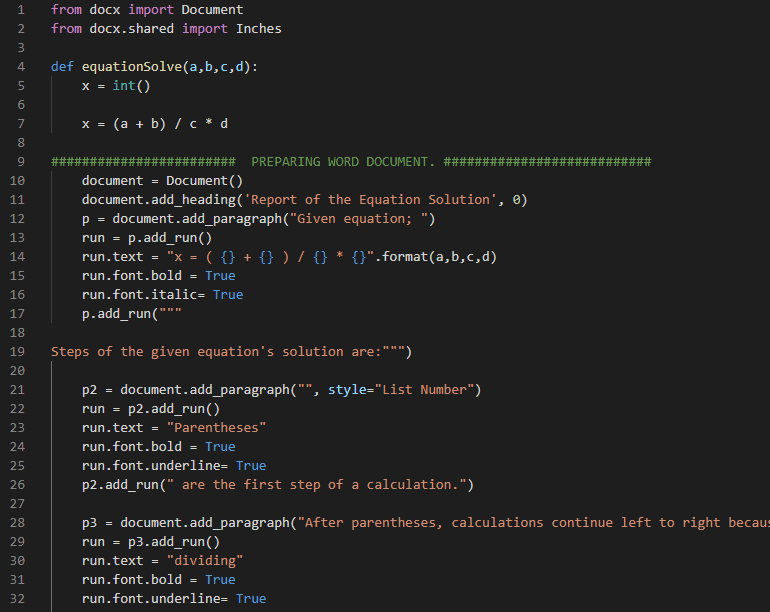 1 from docx import Document
2 from docx.shared import Inches
3
4 def equationSolve(a,b,c,d):
5     x = int()
6
7     x = (a + b) / c * d
8
9 ######################## PREPARING WORD DOCUMENT. ###########################
10     document = Document()
11     document.add_heading('Report of the Equation Solution', 0)
12     p = document.add_paragraph("Given equation; ")
13     run = p.add_run()
14     run.text = "x = ( {} + {} ) / {} * {}".format(a,b,c,d)
15     run.font.bold = True
16     run.font.italic= True
17     p.add_run("""
18
19 Steps of the given equation's solution are:""")
20
21     p2 = document.add_paragraph("", style="List Number")
22     run = p2.add_run()
23     run.text = "Parentheses"
24     run.font.bold = True
25     run.font.underline= True
26     p2.add_run(" are the first step of a calculation.")
27
28     p3 = document.add_paragraph("After parentheses, calculations continue left to right becaus
29     run = p3.add_run()
30     run.text = "dividing"
31     run.font.bold = True
32     run.font.underline= True